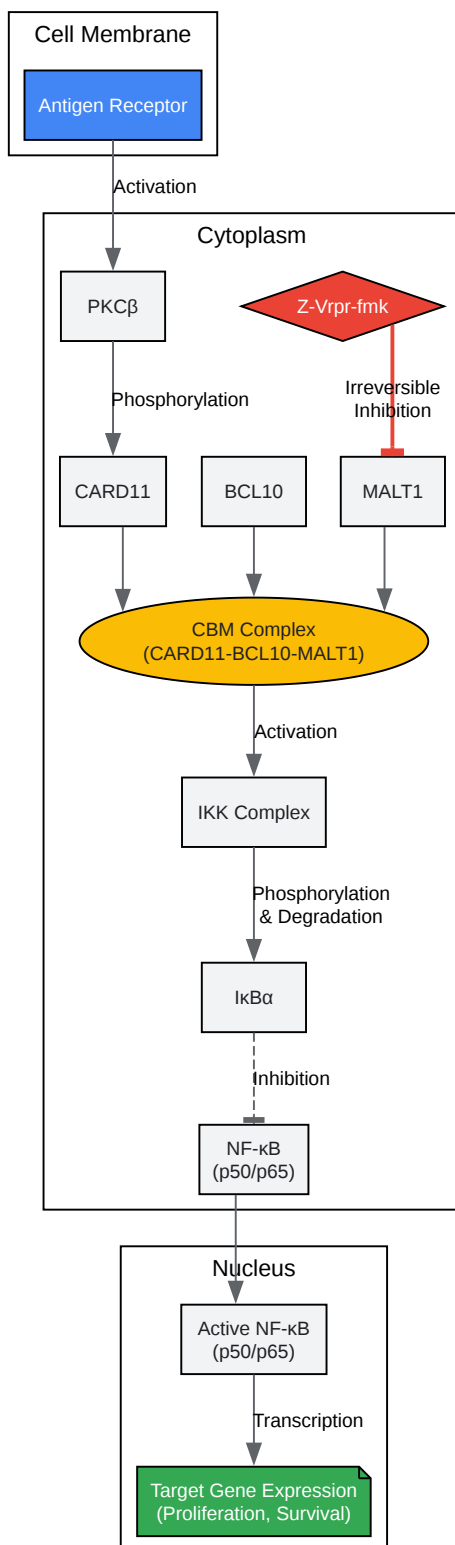 Cell Membrane
Antigen Receptor
Activation
Cytoplasm
PKCβ
Z-Vrpr-fmk
Phosphorylation
Irreversible
Inhibition
CARD11
BCL10
MALT1
CBM Complex
(CARD11-BCL10-MALT1)
Activation
IKK Complex
Phosphorylation
& Degradation
IκBα
Inhibition
NF-κB
(p50/p65)
Nucleus
Active NF-κB
(p50/p65)
Transcription
Target Gene Expression
(Proliferation, Survival)